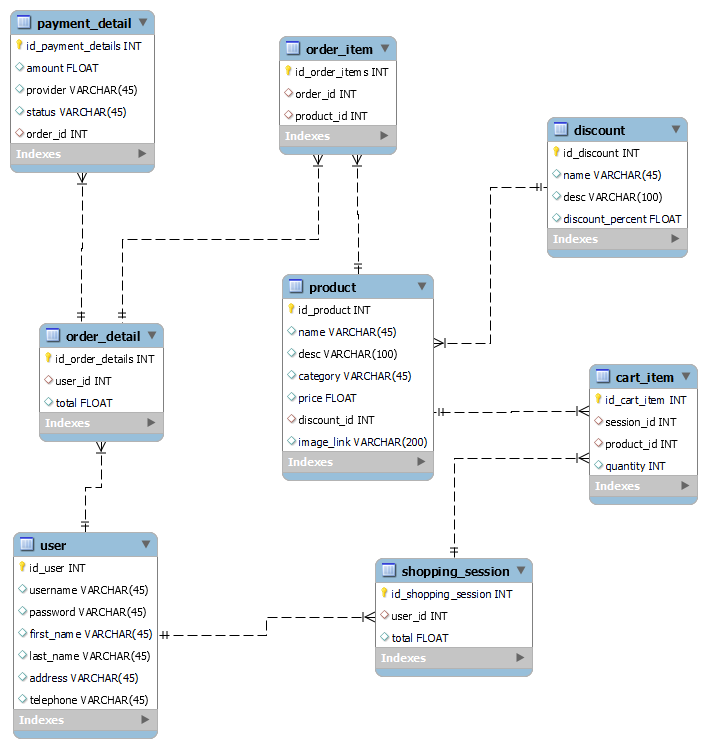 payment_detail
id_payment_details INT
amount FLOAT
provider VARCHAR(45)
status VARCHAR(45)
order_id INT
Indexes
order_item
id_order_items INT
order_id INT
product_id INT
Indexes
discount
id_discount INT
name VARCHAR(45)
desc VARCHAR(100)
discount_percent FLOAT
Indexes
product
id_product INT
name VARCHAR(45)
desc VARCHAR(100)
category VARCHAR(45)
price FLOAT
discount_id INT
image_link VARCHAR(200)
Indexes
order_detail
id_order_details INT
user_id INT
total FLOAT
Indexes
cart_item
id_cart_item INT
session_id INT
product_id INT
quantity INT
Indexes
user
id_user INT
username VARCHAR(45)
password VARCHAR(45)
first_name VARCHAR(45)
last_name VARCHAR(45)
address VARCHAR(45)
telephone VARCHAR(45)
Indexes
shopping_session
id_shopping_session INT
user_id INT
total FLOAT
Indexes